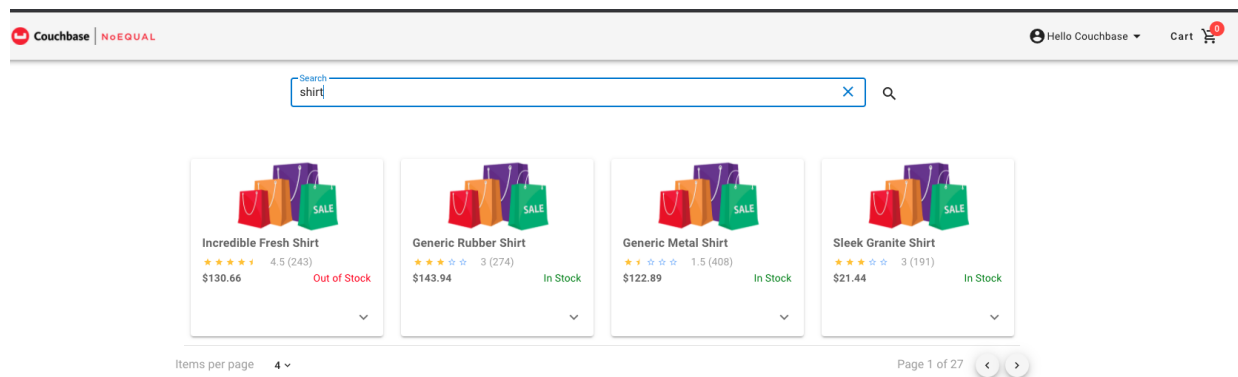 Couchbase | NoEQUAL
Hello Couchbase
Cart
0
Search
shirt
SALE
SALE
SALE
SALE
Incredible Fresh Shirt
4.5 (243)
$130.66
Out of Stock
Generic Rubber Shirt
3 (274)
$143.94
In Stock
Generic Metal Shirt
1.5 (408)
$122.89
In Stock
Sleek Granite Shirt
3 (191)
$21.44
In Stock
Items per page 4
Page 1 of 27